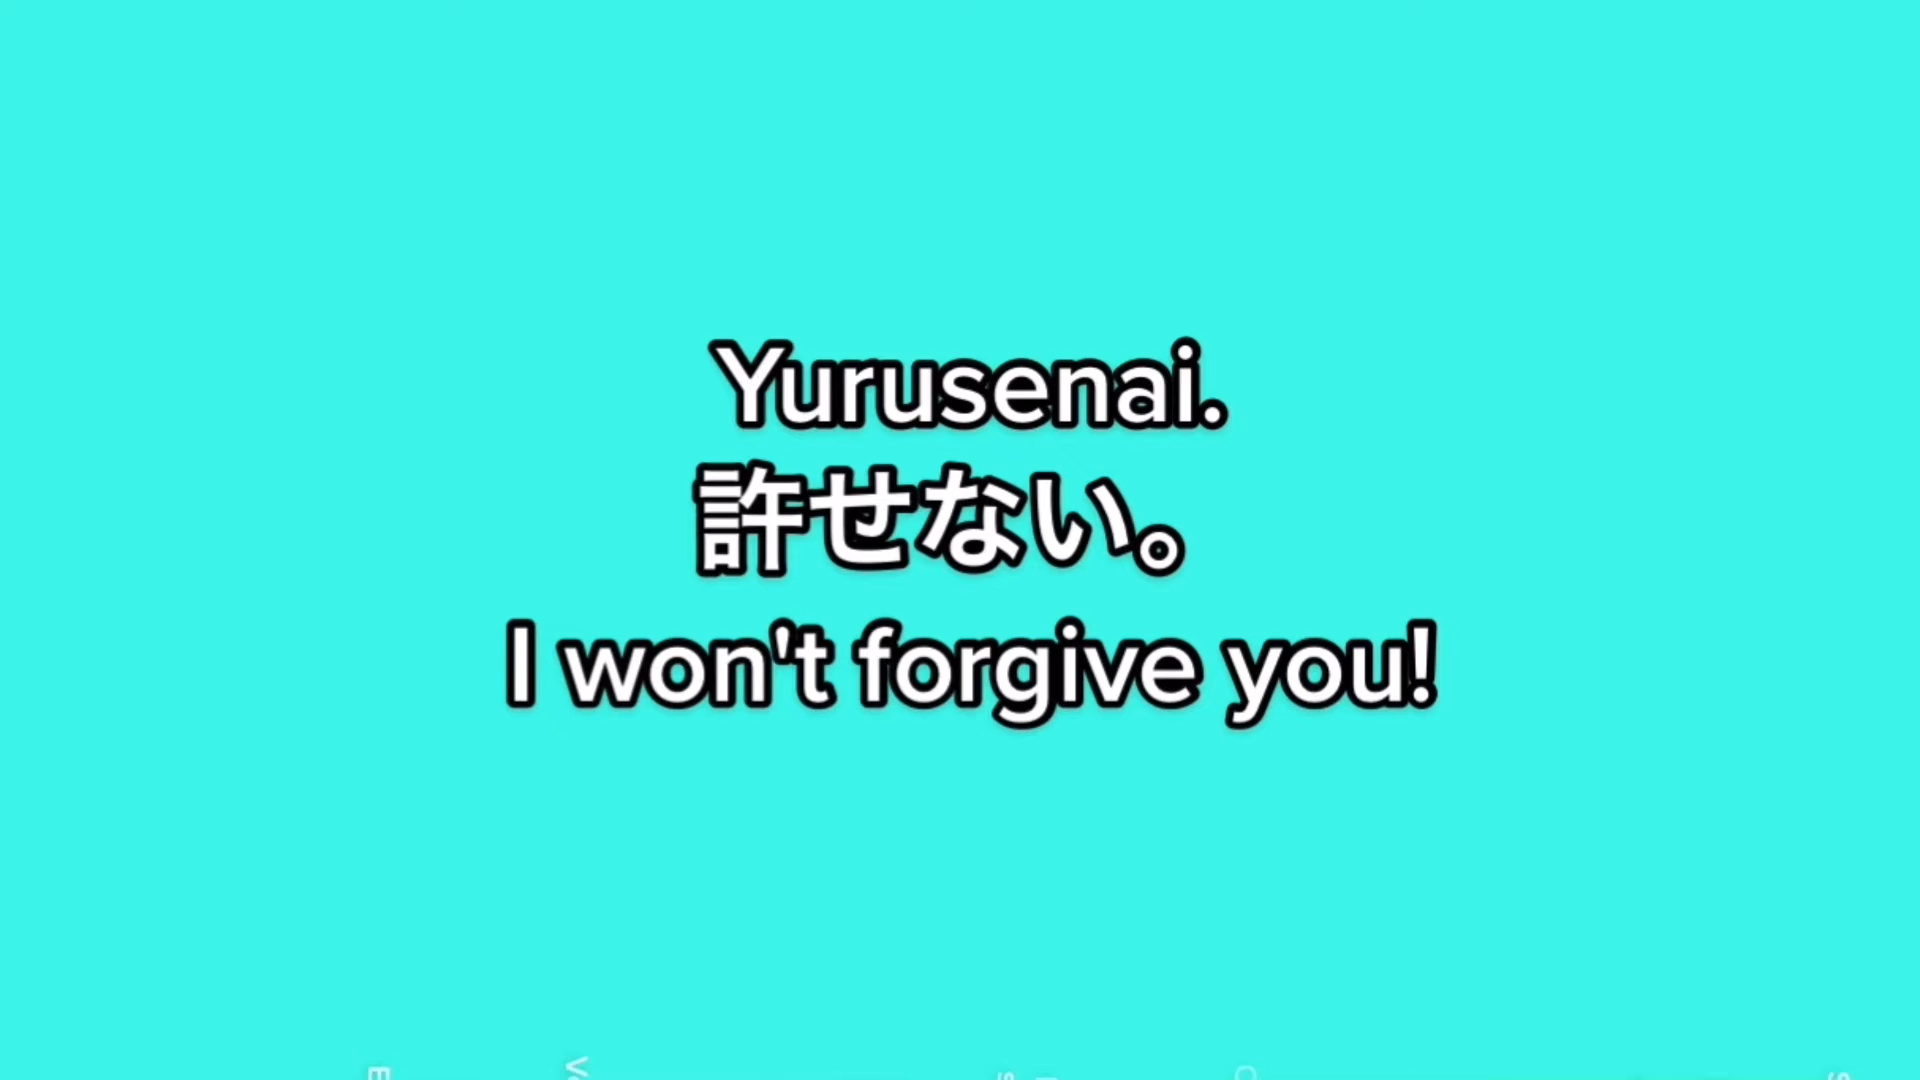 Yurusenai.
許せない。
I won't forgive you!